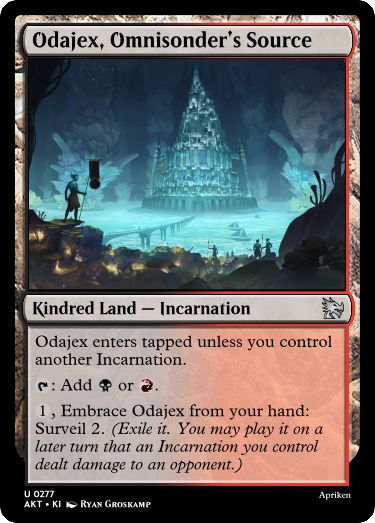 Odajex, Omnisonder's Source
Kindred Land — Incarnation
Odajex enters tapped unless you control
another Incarnation.
: Add or .
1 , Embrace Odajex from your hand:
Surveil 2. (Exile it. You may play it on a
later turn that an Incarnation you control
dealt damage to an opponent.)
U 0277
AKT • KI Ryan Groskamp
Apriken